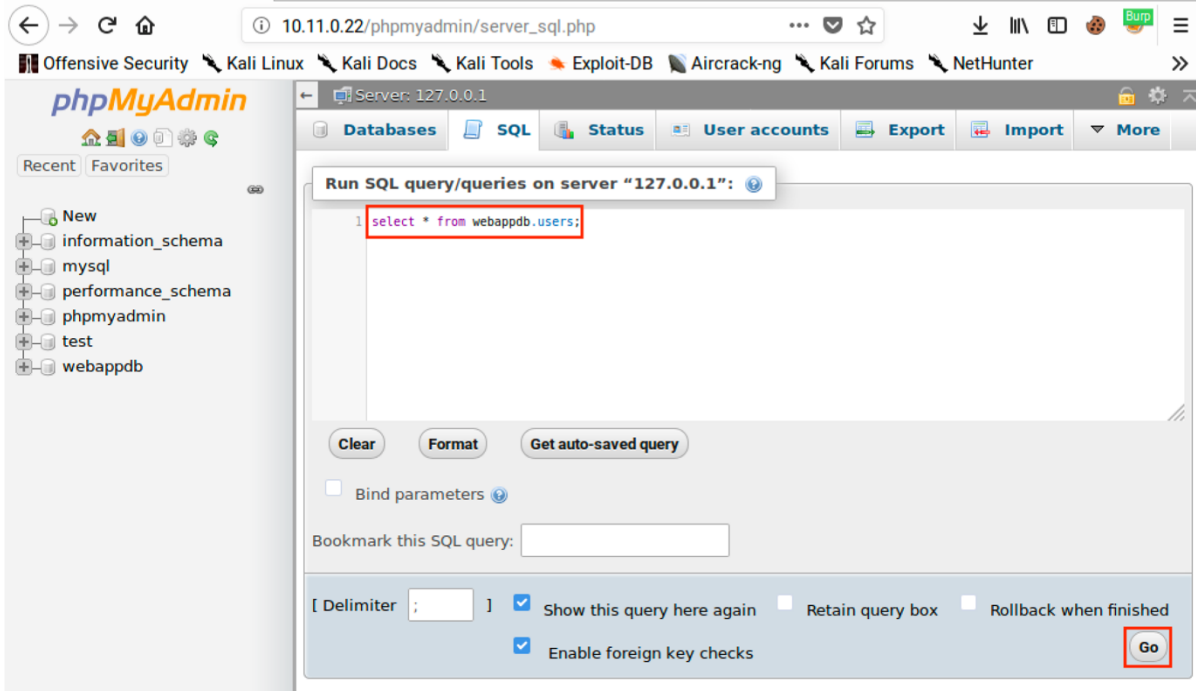 10.11.0.22/phpmyadmin/server_sql.php
Burp
Offensive Security Kali Linux Kali Docs Kali Tools Exploit-DB Aircrack-ng Kali Forums NetHunter
phpMyAdmin
Recent Favorites
New
information_schema
mysql
performance_schema
phpmyadmin
test
webappdb
Server: 127.0.0.1
Databases SQL Status User accounts Export Import More
Run SQL query/queries on server “127.0.0.1”:
1 select * from webappdb.users;
Clear Format Get auto-saved query
Bind parameters
Bookmark this SQL query:
[ Delimiter ; ] Show this query here again Retain query box Rollback when finished
Enable foreign key checks
Go